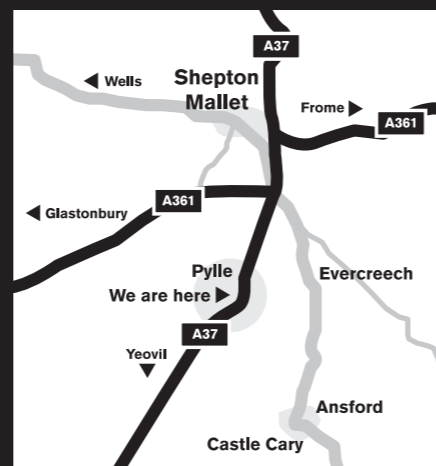 A37
Wells
Shepton
Mallet
Frome
A361
A361
Glastonbury
Pylle
Evercreech
We are here
A37
Yeovil
Ansford
Castle Cary